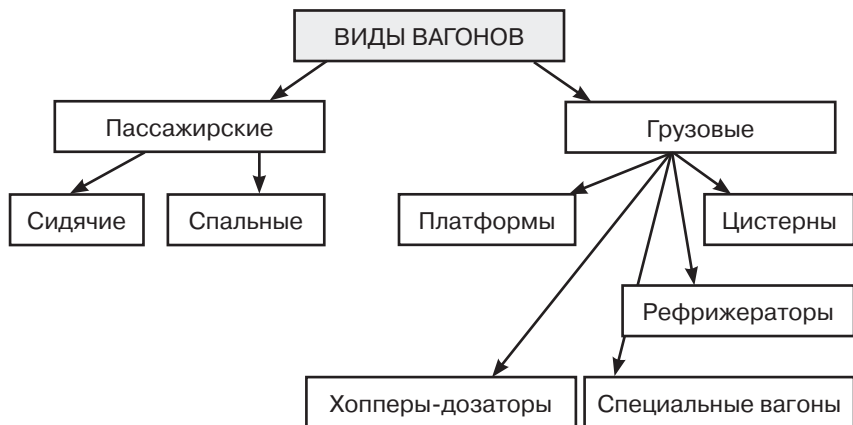 ВИДЫ ВАГОНОВ
Пассажирские
Грузовые
Сидячие
Спальные
Платформы
Цистерны
Рефрижераторы
Хопперы-дозаторы
Специальные вагоны